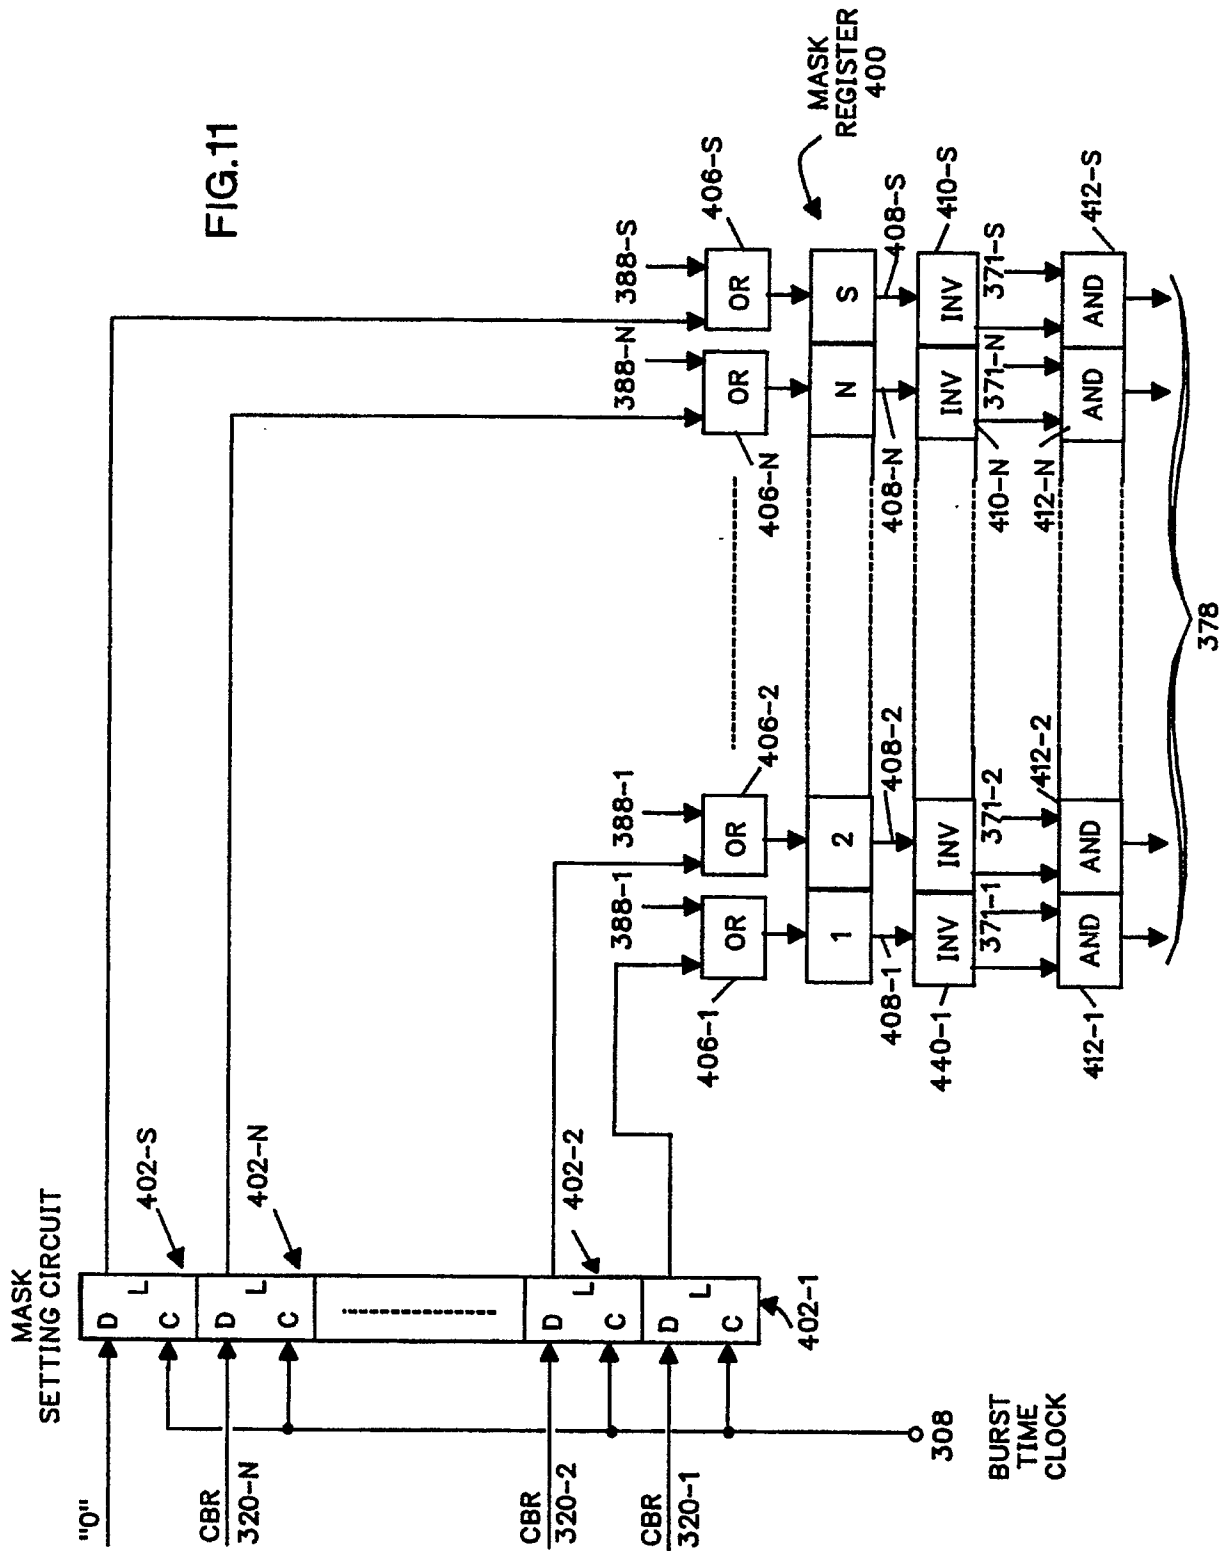 FIG.11
MASK
SETTING CIRCUIT
"0"
D
L
C
402-S
CBR
320-N
D
L
C
402-N
CBR
320-2
D
L
C
402-2
CBR
320-1
D
L
C
402-1
308
BURST
TIME
CLOCK
388-1
388-1
388-N
388-S
OR
OR
OR
OR
406-1
406-2
406-N
406-S
MASK
REGISTER
400
1
2
N
S
408-1
408-2
408-N
408-S
INV
INV
INV
INV
440-1
410-N
410-S
371-1
371-2
371-N
371-S
AND
AND
AND
AND
412-1
412-2
412-N
412-S
378